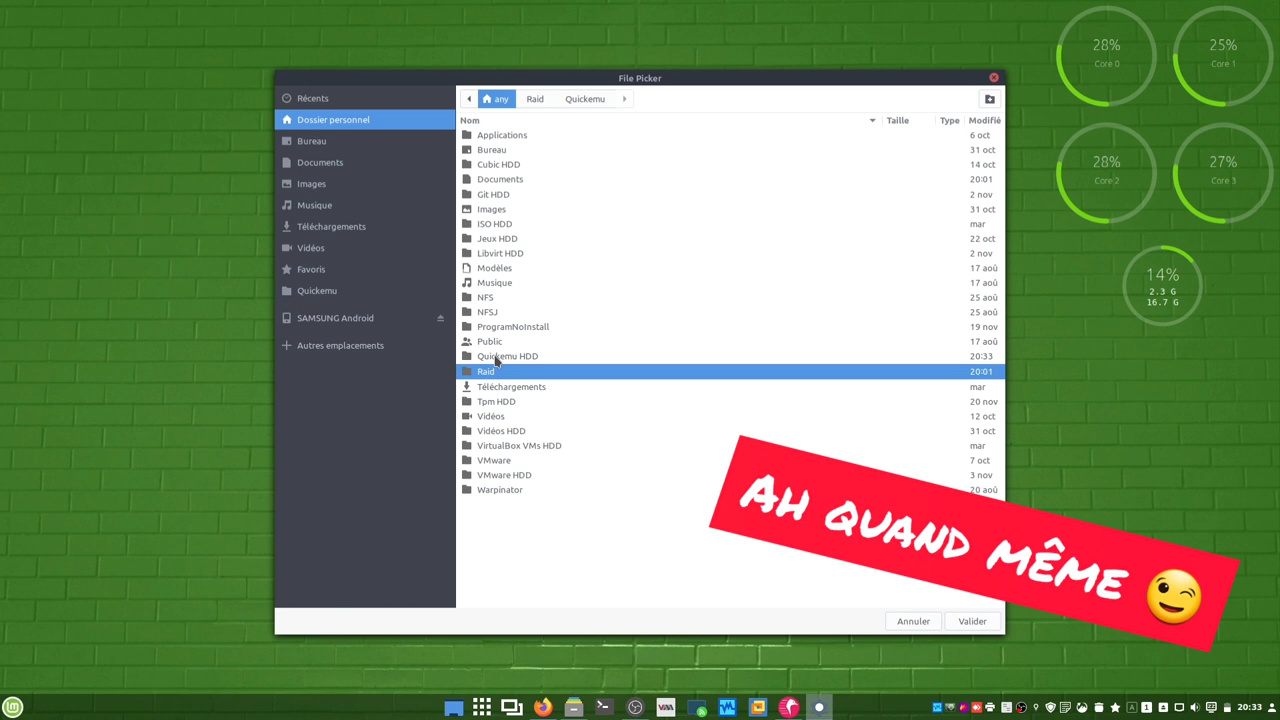 File Picker
28%
Core 0
25%
Core 1
28%
Core 2
27%
Core 3
14%
2.3 G
16.7 G
Récents
Dossier personnel
Bureau
Documents
Images
Musique
Téléchargements
Vidéos
Favoris
Quickemu
SAMSUNG Android
Autres emplacements
any Raid Quickemu
Nom Taille Type Modifié
Applications 6 oct
Bureau 31 oct
Cubic HDD 14 oct
Documents 20:01
Git HDD 2 nov
Images 31 oct
ISO HDD mar
Jeux HDD 22 oct
Libvirt HDD 2 nov
Modèles 17 aoû
Musique 17 aoû
NFS 25 aoû
NFSJ 25 aoû
ProgramNoInstall 19 nov
Public 17 aoû
Quickemu HDD 20:33
Raid 20:01
Téléchargements mar
Tpm HDD 20 nov
Vidéos 12 oct
Vidéos HDD 31 oct
VirtualBox VMs HDD mar
VMware 7 oct
VMware HDD 3 nov
Warpinator 20 aoû
Ah quand même 😉
Annuler Valider
20:33